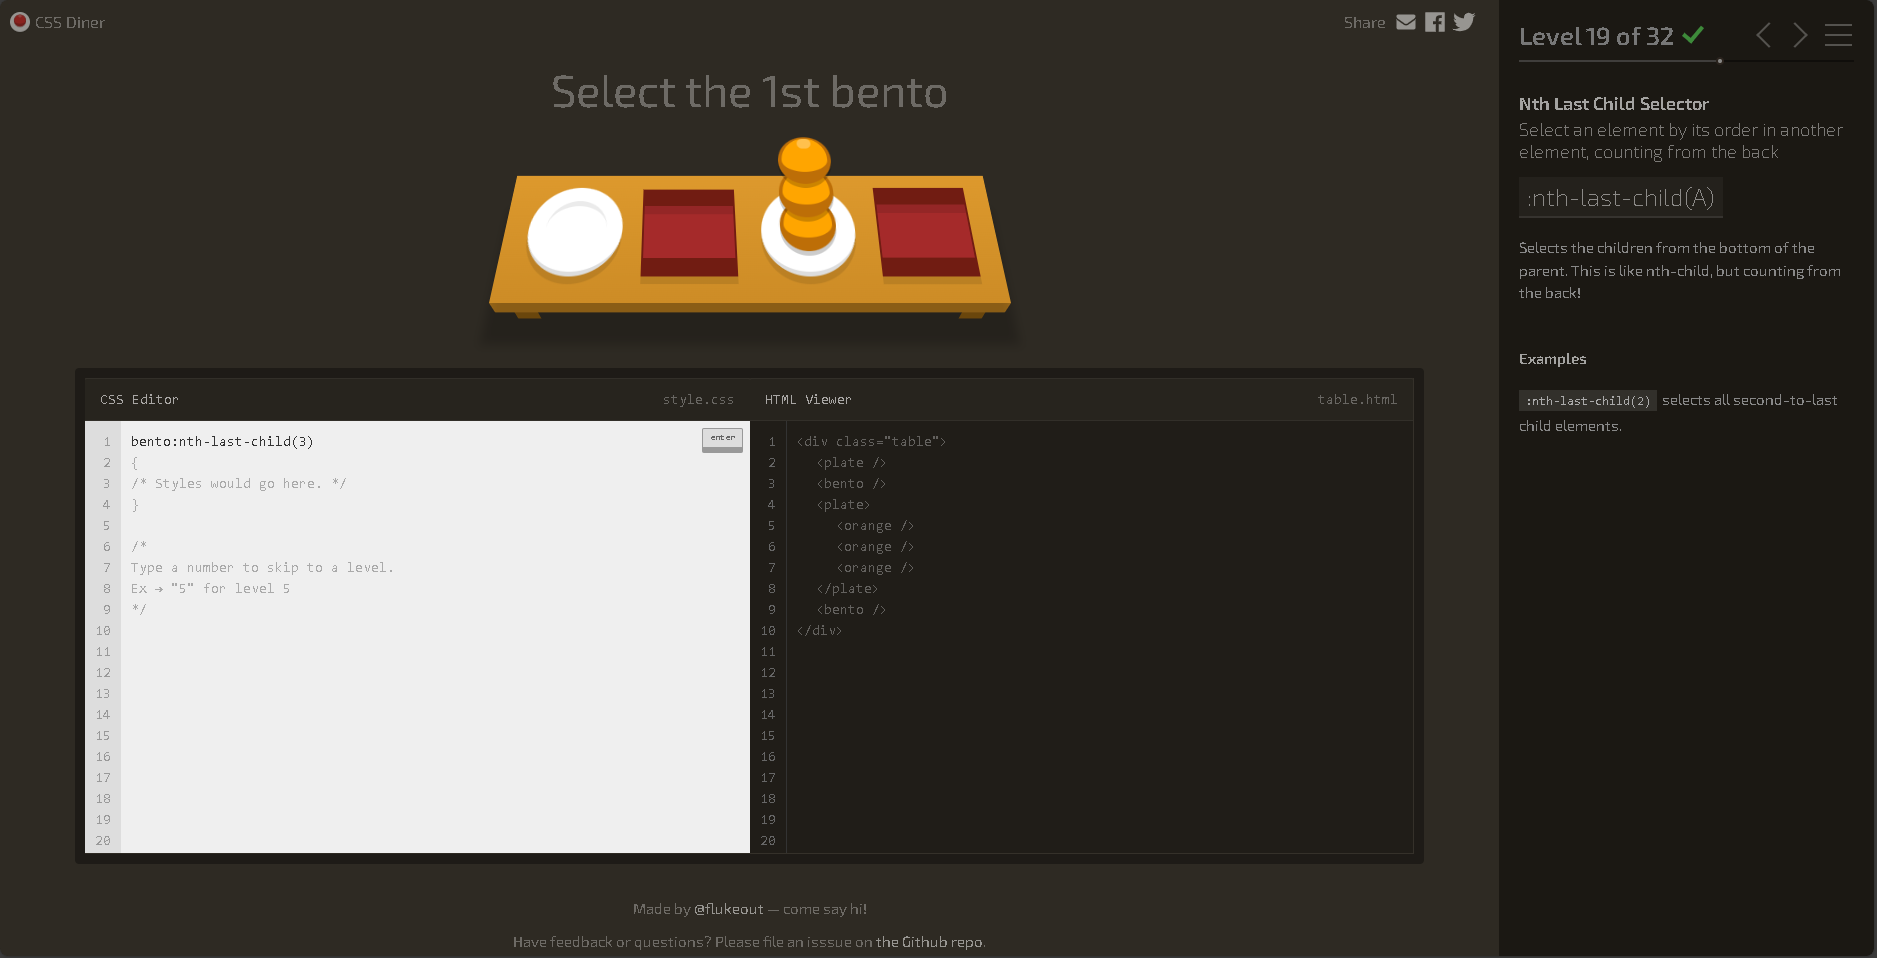 CSS Diner
Share
Select the 1st bento
CSS Editor style.css
1 bento:nth-last-child(3) enter
2 {
3 /* Styles would go here. */
4 }
5
6 /*
7 Type a number to skip to a level.
8 Ex → "5" for level 5
9 */
10
11
12
13
14
15
16
17
18
19
20
HTML Viewer table.html
1 <div class="table">
2 <plate />
3 <bento />
4 <plate>
5 <orange />
6 <orange />
7 <orange />
8 </plate>
9 <bento />
10 </div>
11
12
13
14
15
16
17
18
19
20
Made by @flukeout — come say hi!
Have feedback or questions? Please file an isssue on the Github repo.
Level 19 of 32
Nth Last Child Selector
Select an element by its order in another
element, counting from the back
:nth-last-child(A)
Selects the children from the bottom of the
parent. This is like nth-child, but counting from
the back!
Examples
:nth-last-child(2) selects all second-to-last
child elements.